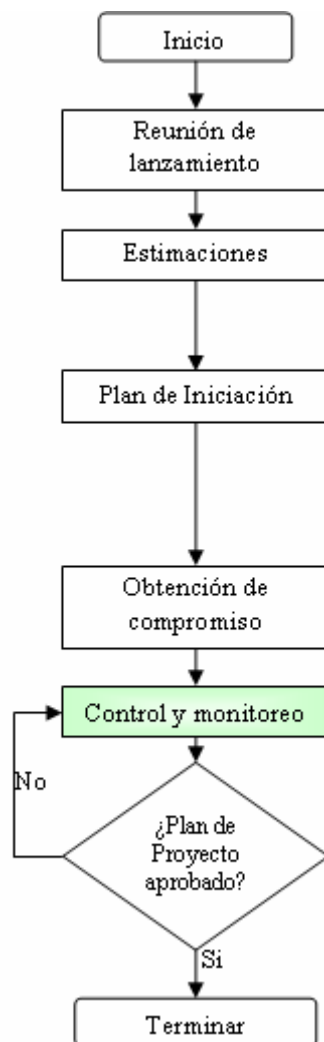 Inicio
Reunión de
lanzamiento
Estimaciones
Plan de Iniciación
Obtención de
compromiso
Control y monitoreo
No
¿Plan de
Proyecto
aprobado?
Si
Terminar